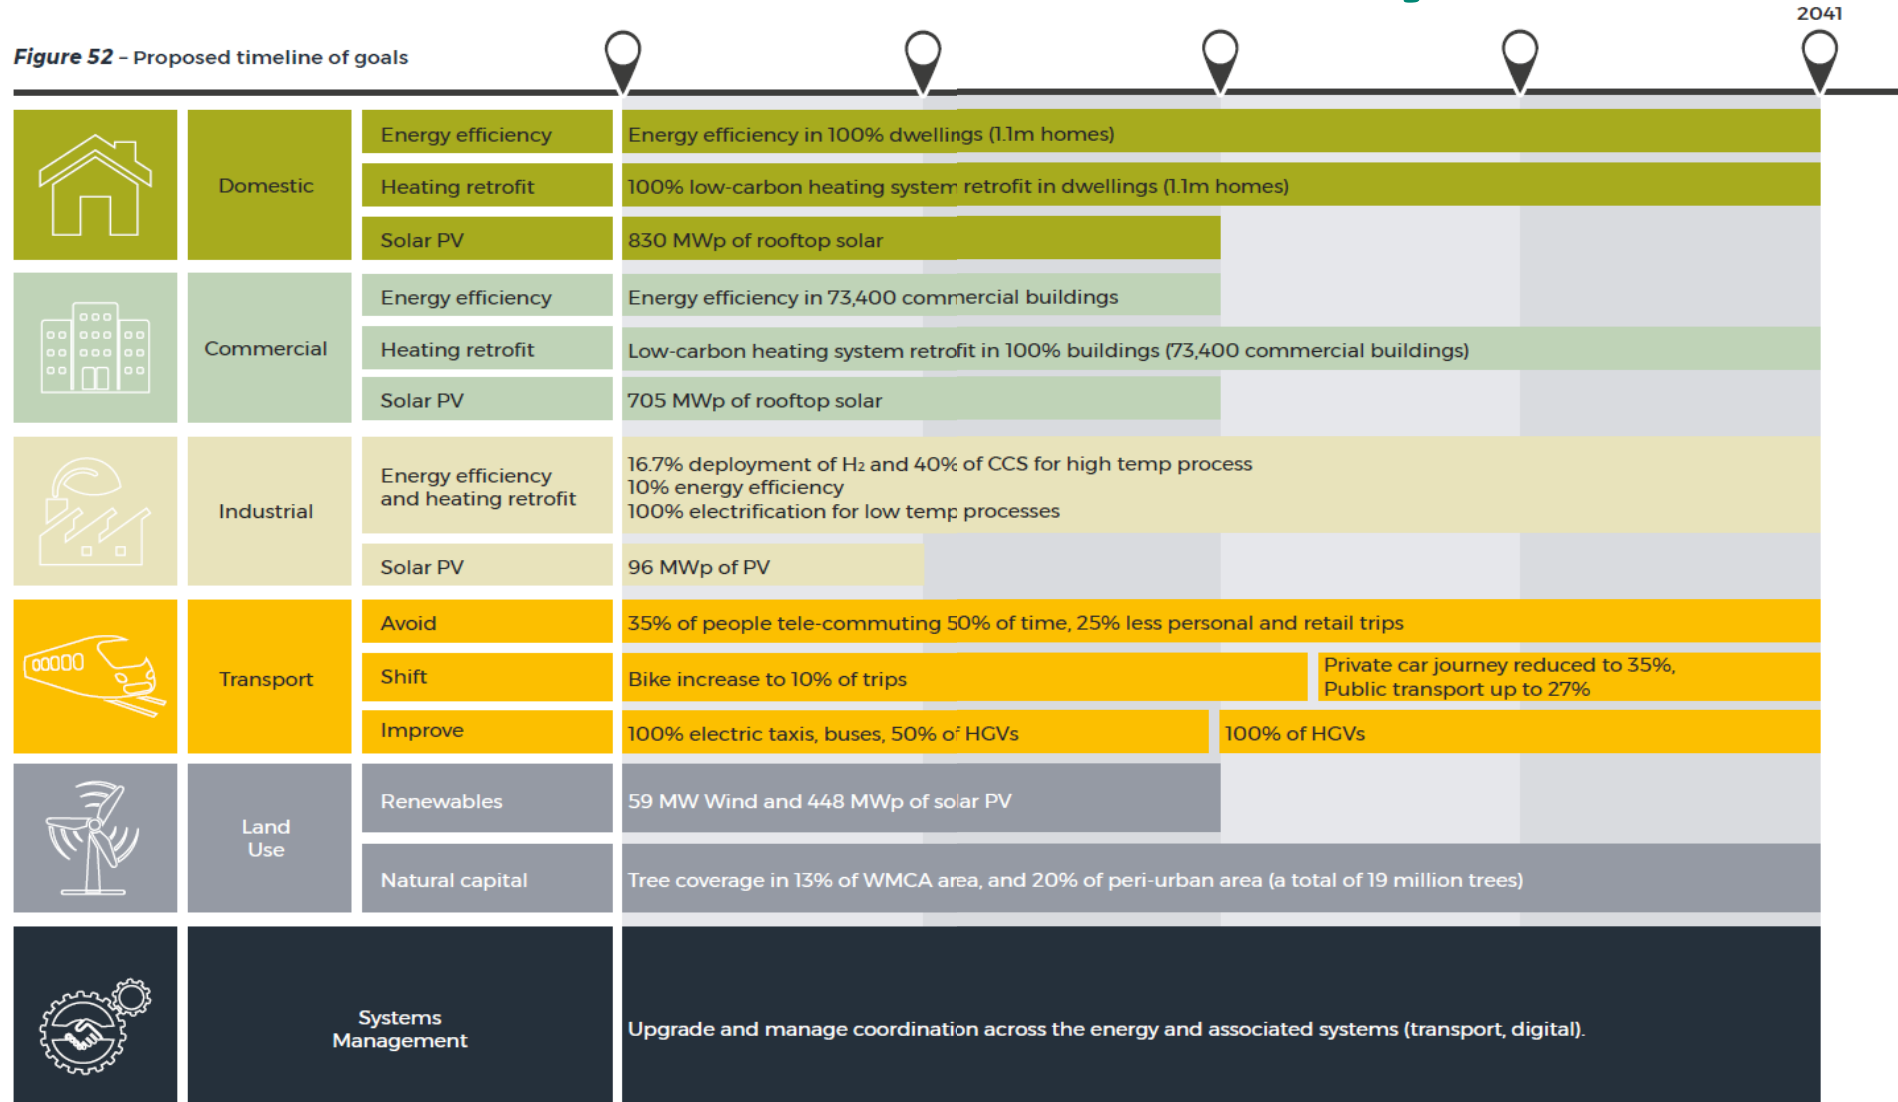 2041
Figure 52 – Proposed timeline of goals
Domestic
Energy efficiency
Energy efficiency in 100% dwellings (1.1m homes)
Heating retrofit
100% low-carbon heating system retrofit in dwellings (1.1m homes)
Solar PV
830 MWp of rooftop solar
Commercial
Energy efficiency
Energy efficiency in 73,400 commercial buildings
Heating retrofit
Low-carbon heating system retrofit in 100% buildings (73,400 commercial buildings)
Solar PV
705 MWp of rooftop solar
Industrial
Energy efficiency
and heating retrofit
16.7% deployment of H₂ and 40% of CCS for high temp process
10% energy efficiency
100% electrification for low temp processes
Solar PV
96 MWp of PV
Transport
Avoid
35% of people tele-commuting 50% of time, 25% less personal and retail trips
Shift
Bike increase to 10% of trips
Private car journey reduced to 35%,
Public transport up to 27%
Improve
100% electric taxis, buses, 50% of HGVs
100% of HGVs
Land
Use
Renewables
59 MW Wind and 448 MWp of solar PV
Natural capital
Tree coverage in 13% of WMCA area, and 20% of peri-urban area (a total of 19 million trees)
Systems
Management
Upgrade and manage coordination across the energy and associated systems (transport, digital).